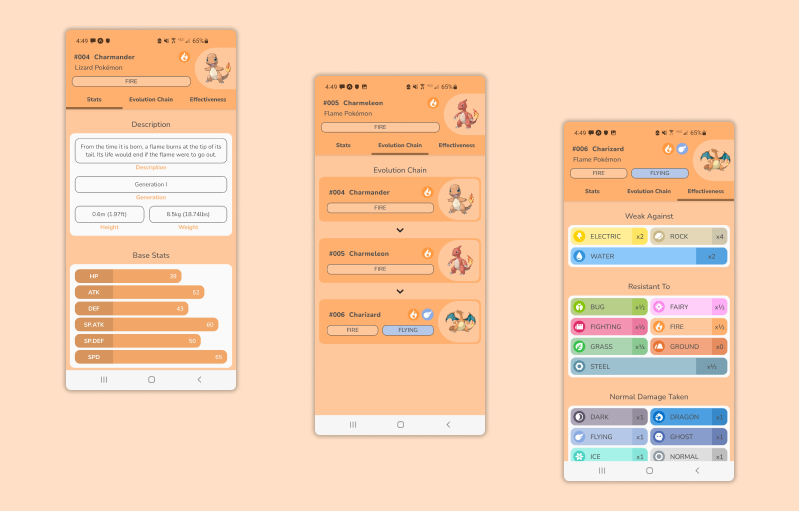 4:49
65%
#004 Charmander
Lizard Pokémon
FIRE
Stats Evolution Chain Effectiveness
Description
From the time it is born, a flame burns at the tip of its
tail. Its life would end if the flame were to go out.
Description
Generation I
Generation
0.6m (1.97ft) 8.5kg (18.74lbs)
Height Weight
Base Stats
HP 39
ATK 52
DEF 43
SP.ATK 60
SP.DEF 50
SPD 65
4:49
65%
#005 Charmeleon
Flame Pokémon
FIRE
Stats Evolution Chain Effectiveness
Evolution Chain
#004 Charmander
FIRE
#005 Charmeleon
FIRE
#006 Charizard
FIRE FLYING
4:49
65%
#006 Charizard
Flame Pokémon
FIRE FLYING
Stats Evolution Chain Effectiveness
Weak Against
ELECTRIC x2 ROCK x4
WATER x2
Resistant To
BUG FAIRY x½
FIGHTING x½ FIRE x½
GRASS GROUND x0
STEEL x½
Normal Damage Taken
DARK x1 DRAGON x1
FLYING x1 GHOST x1
ICE x1 NORMAL x1